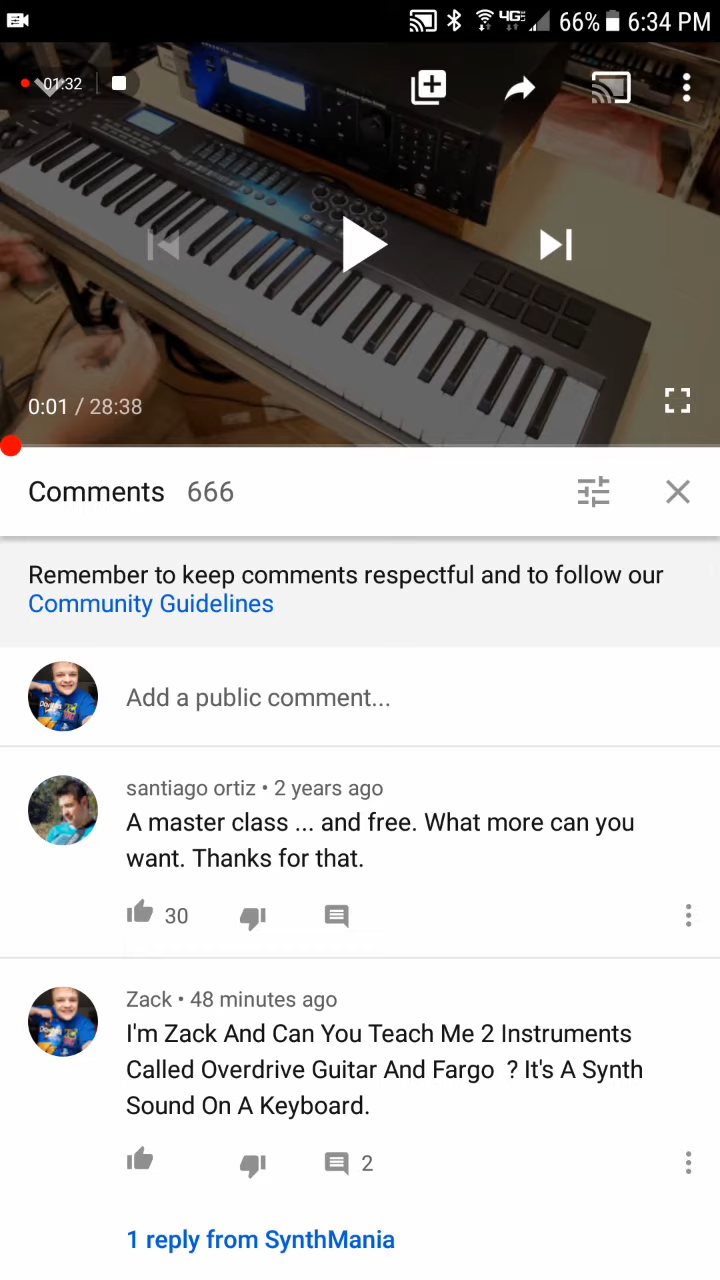 4GE 66% 6:34 PM
01:32
0:01 / 28:38
Comments 666
Remember to keep comments respectful and to follow our
Community Guidelines
Add a public comment...
santiago ortiz • 2 years ago
A master class ... and free. What more can you
want. Thanks for that.
30
Zack • 48 minutes ago
I'm Zack And Can You Teach Me 2 Instruments
Called Overdrive Guitar And Fargo  ? It's A Synth
Sound On A Keyboard.
2
1 reply from SynthMania